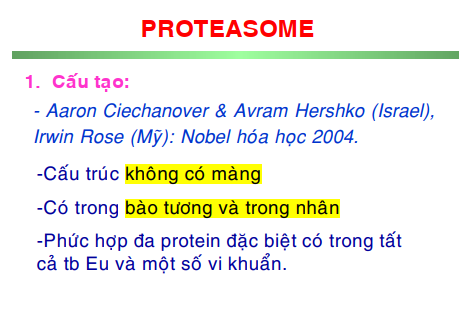 PROTEASOME
1. Cấu tạo:
- Aaron Ciechanover & Avram Hershko (Israel),
Irwin Rose (Mỹ): Nobel hóa học 2004.
-Cấu trúc không có màng
-Có trong bào tương và trong nhân
-Phức hợp đa protein đặc biệt có trong tất
cả tb Eu và một số vi khuẩn.